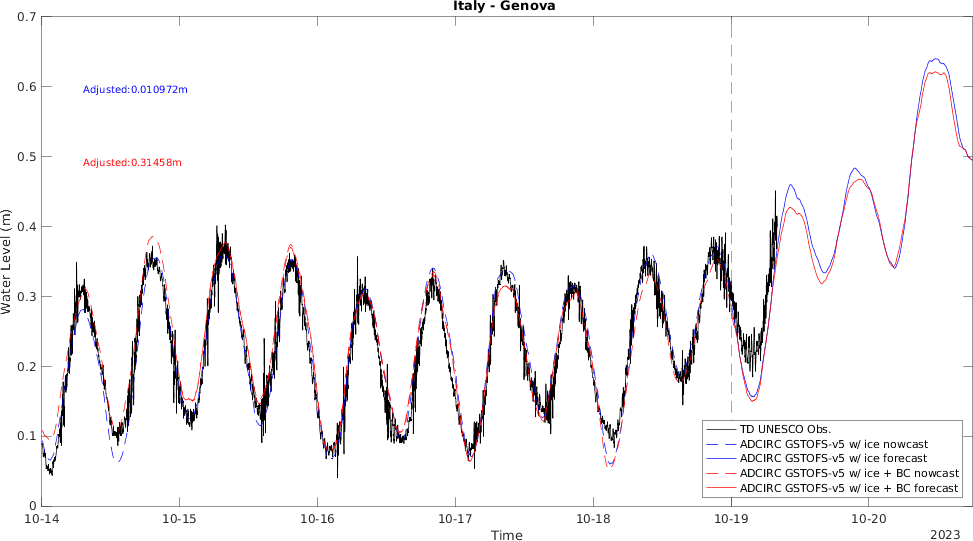 Italy - Genova
0.7
0.6
0.5
0.4
0.3
0.2
0.1
0
Water Level (m)
Adjusted:0.010972m
Adjusted:0.31458m
TD UNESCO Obs.
ADCIRC GSTOFS-v5 w/ ice nowcast
ADCIRC GSTOFS-v5 w/ ice forecast
ADCIRC GSTOFS-v5 w/ ice + BC nowcast
ADCIRC GSTOFS-v5 w/ ice + BC forecast
10-14 10-15 10-16 10-17 10-18 10-19 10-20
Time
2023